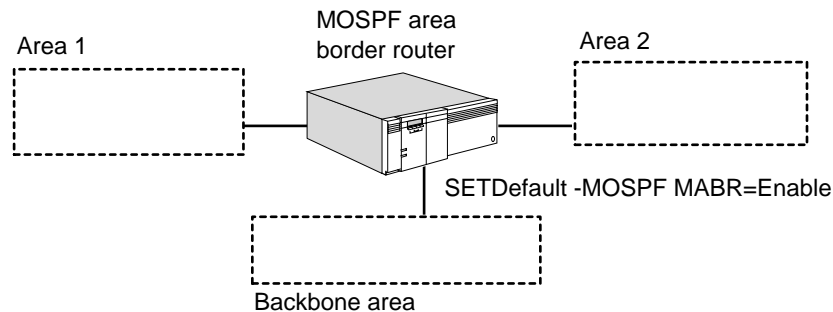 Area 1
MOSPF area
border router
Area 2
SETDefault -MOSPF MABR=Enable
Backbone area